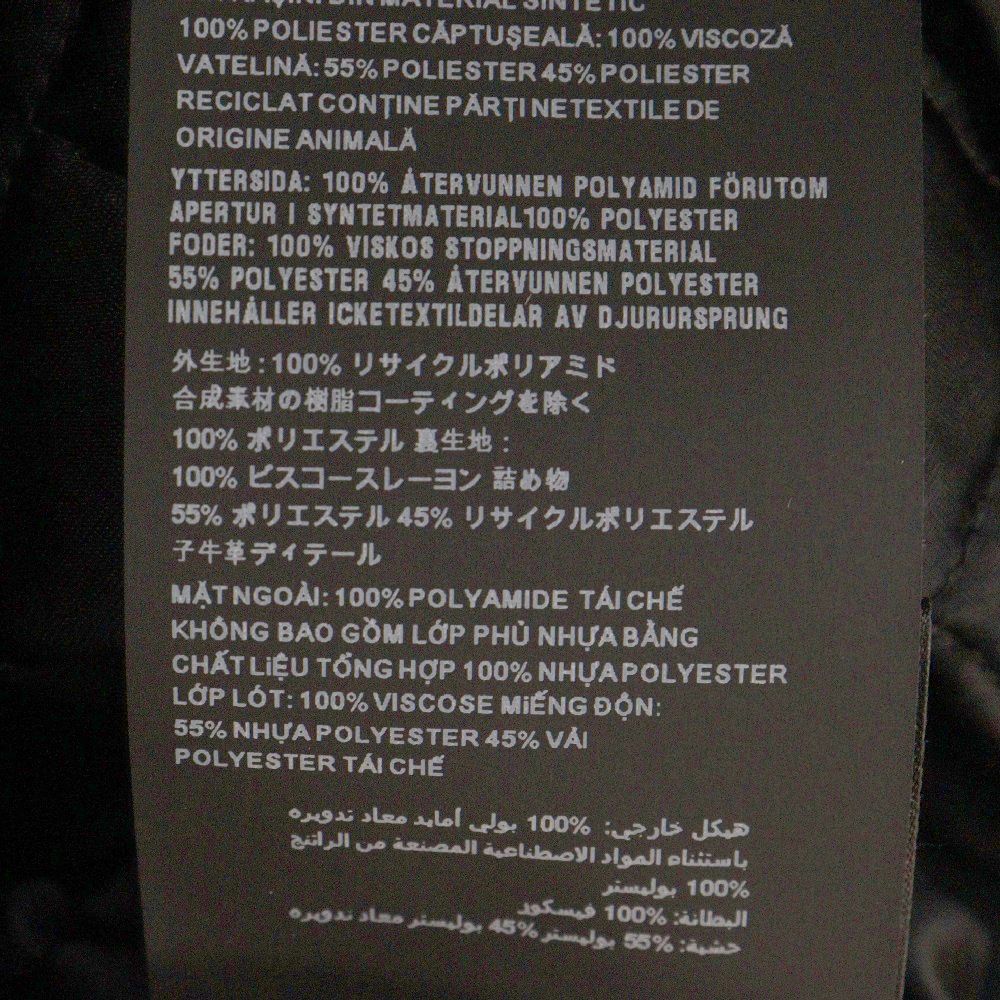 DIN MATERIAL SINTETIC
100% POLIESTER CĂPTUȘEALĂ: 100% VISCOZĂ
VATELINĂ: 55% POLIESTER 45% POLIESTER
RECICLAT CONȚINE PĂRȚI NETEXTILE DE
ORIGINE ANIMALĂ
YTTERSIDA: 100% ÅTERVUNNEN POLYAMID FÖRUTOM
APERTUR I SYNTETMATERIAL100% POLYESTER
FODER: 100% VISKOS STOPPNINGSMATERIAL
55% POLYESTER 45% ÅTERVUNNEN POLYESTER
INNEHÅLLER ICKETEXTILDELAR AV DJURURSPRUNG
外生地:100% リサイクルポリアミド
合成素材の樹脂コーティングを除く
100% ポリエステル 裏生地:
100% ビスコースレーヨン 詰め物
55% ポリエステル 45% リサイクルポリエステル
子牛革ディテール
MẶT NGOÀI: 100% POLYAMIDE TÁI CHẾ
KHÔNG BAO GỒM LỚP PHỦ NHỰA BẰNG
CHẤT LiỆU TỔNG HỢP 100% NHỰA POLYESTER
LỚP LÓT: 100% VISCOSE MiẾNG ĐỘN:
55% NHỰA POLYESTER 45% VẢI
POLYESTER TÁI CHẾ
هيكل خارجي: 100% بولي أمايد معاد تدويره
باستثناء المواد الاصطناعية المصنعة من الراتنج
100% بوليستر
البطانة: 100% فيسكوز
حشية: 55% بوليستر 45% بوليستر معاد تدويره